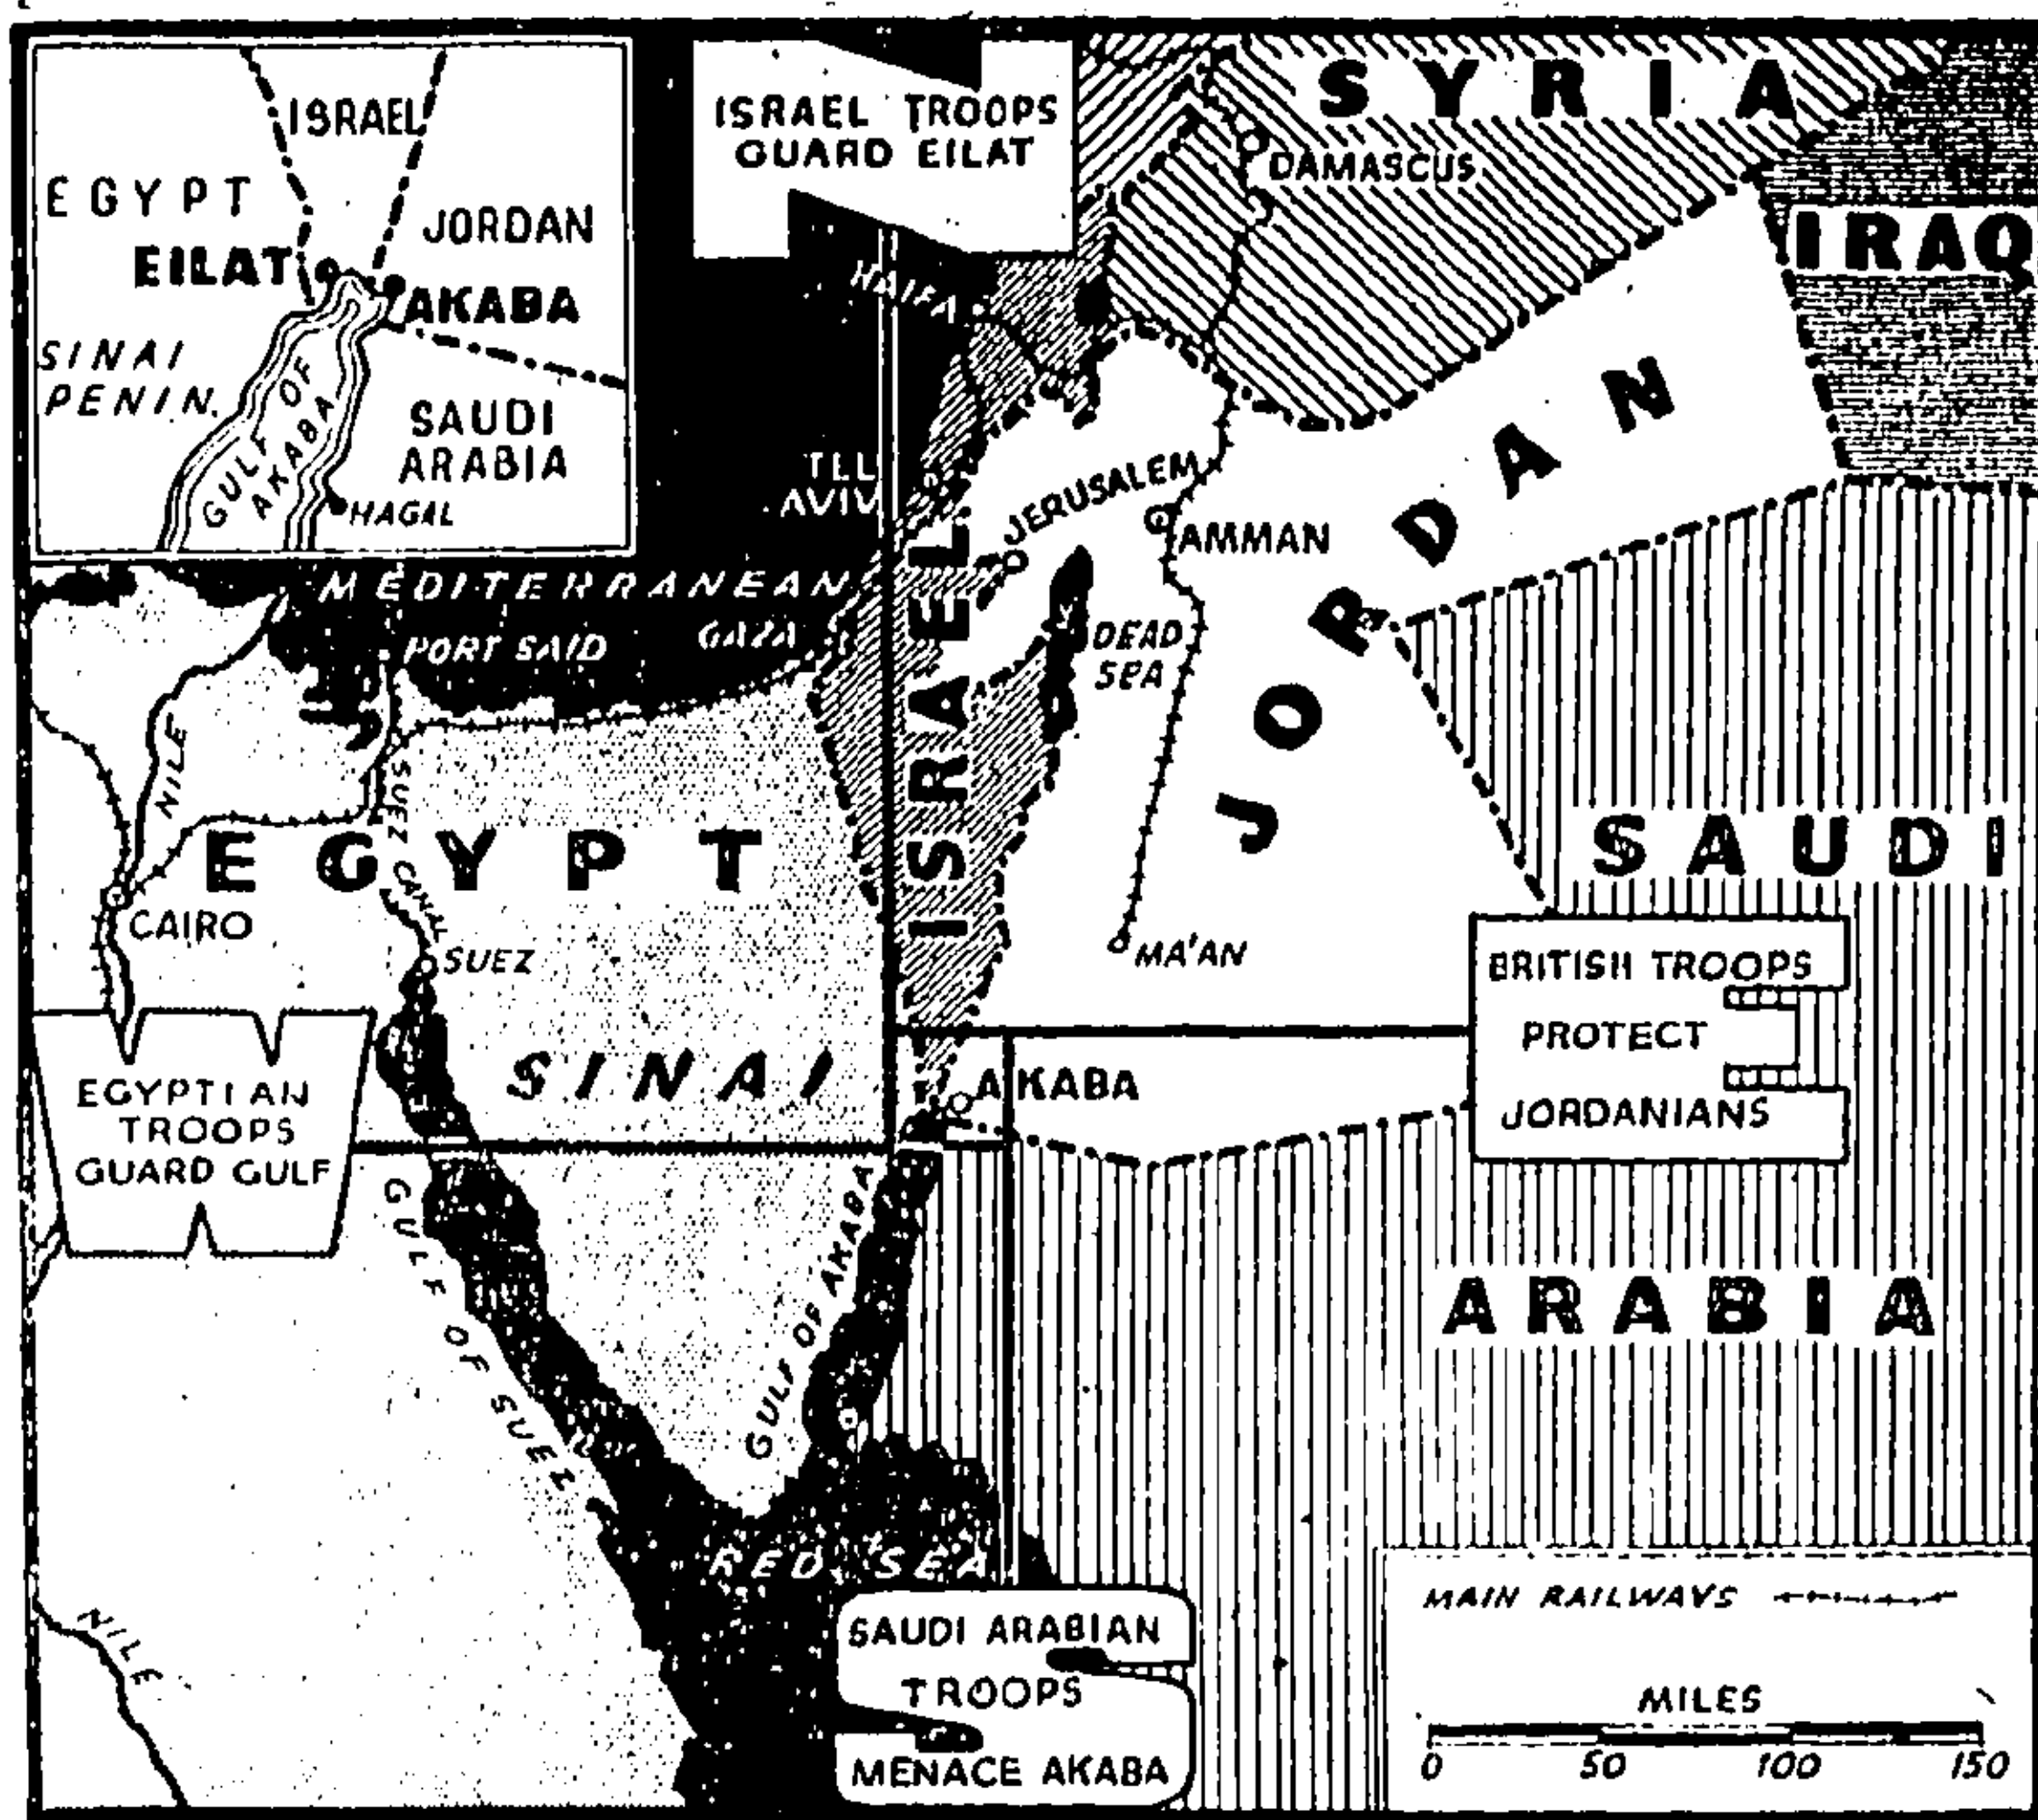 ISRAEL
EGYPT
JORDAN
EILAT
AKABA
SINAI
PENIN.
GULF OF
AKABA
SAUDI
ARABIA
HAGAL
ISRAEL TROOPS
GUARD EILAT
SYRIA
DAMASCUS
IRAQ
HAIFA
TEL
AVIV
JERUSALEM
AMMAN
JORDAN
ISRAEL
MEDITERRANEAN
PORT SAID
GAZA
DEAD
SEA
NILE
SUEZ CANAL
EGYPT
CAIRO
SUEZ
MA'AN
SAUDI
ARABIA
BRITISH TROOPS
PROTECT
JORDANIANS
SINAI
AKABA
EGYPTIAN
TROOPS
GUARD GULF
GULF OF SUEZ
GULF OF AKABA
RED SEA
NILE
SAUDI ARABIAN
TROOPS
MENACE AKABA
MAIN RAILWAYS
MILES
0 50 100 150